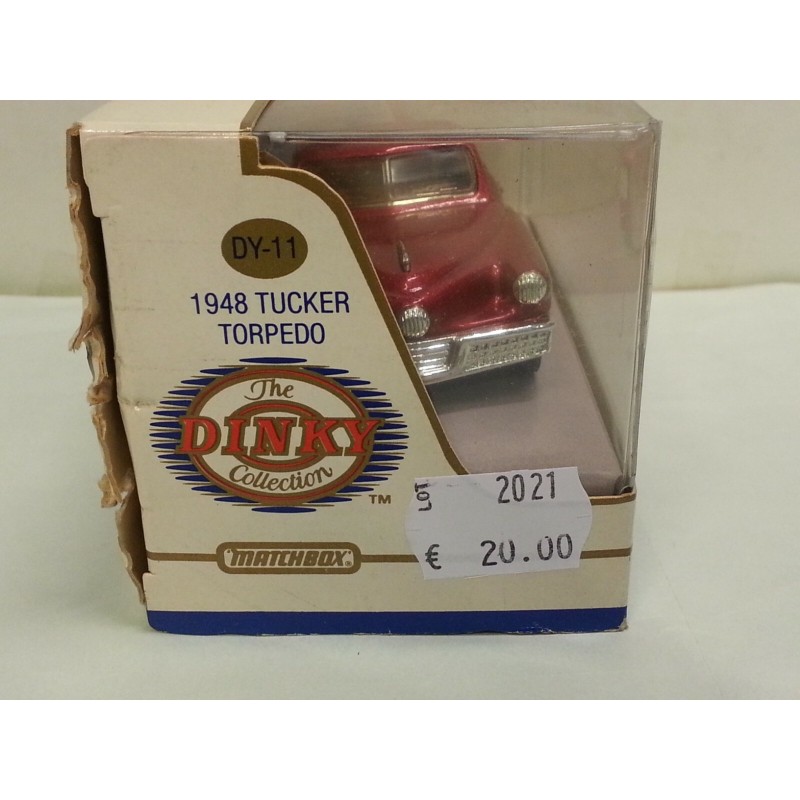 DY-11
1948 TUCKER
TORPEDO
The
DINKY
Collection
TM
MATCHBOX®
LOT 2021
€ 20.00